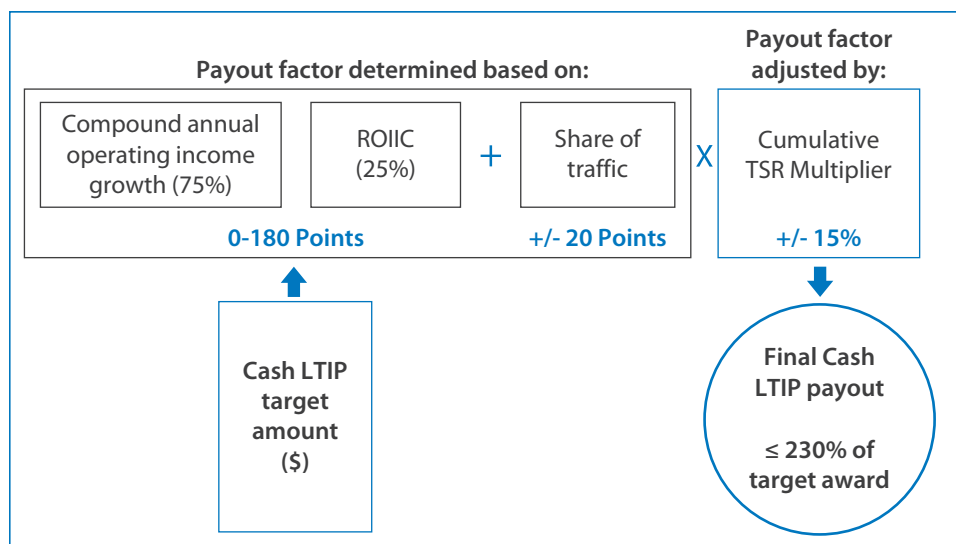 Payout factor determined based on:
Payout factor
adjusted by:
Compound annual
operating income
growth (75%)
ROIIC
(25%)
+
Share of
traffic
X
Cumulative
TSR Multiplier
0-180 Points
+/- 20 Points
+/- 15%
Cash LTIP
target
amount
($)
Final Cash
LTIP payout
≤ 230% of
target award